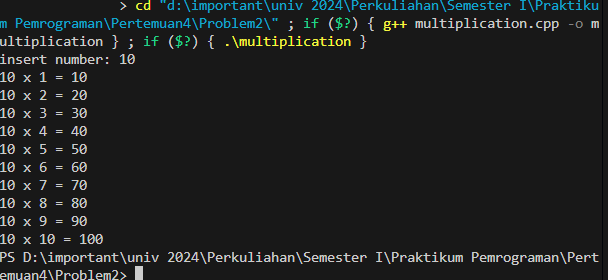 > cd "d:\important\univ 2024\Perkuliahan\Semester I\Praktiku
m Pemrograman\Pertemuan4\Problem2\" ; if ($?) { g++ multiplication.cpp -o m
ultiplication } ; if ($?) { .\multiplication }
insert number: 10
10 x 1 = 10
10 x 2 = 20
10 x 3 = 30
10 x 4 = 40
10 x 5 = 50
10 x 6 = 60
10 x 7 = 70
10 x 8 = 80
10 x 9 = 90
10 x 10 = 100
PS D:\important\univ 2024\Perkuliahan\Semester I\Praktikum Pemrograman\Pert
emuan4\Problem2>